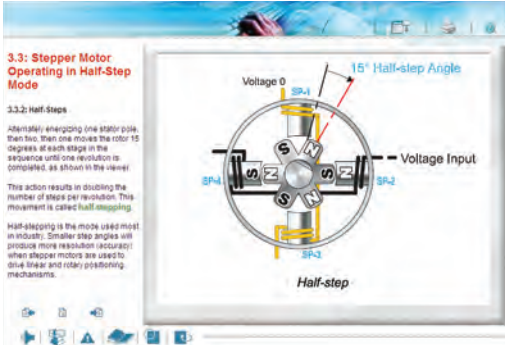 3.3: Stepper Motor
Operating in Half-Step
Mode
3.3.2: Half-Steps
Alternately energizing one stator pole,
then two, then one moves the rotor 15
degrees at each stage in the
sequence until one revolution is
completed, as shown in the viewer.
This action results in doubling the
number of steps per revolution. This
movement is called half-stepping.
Half-stepping is the mode used most
in industry. Smaller step angles will
produce more resolution (accuracy)
when stepper motors are used to
drive linear and rotary positioning
mechanisms.
15° Half-step Angle
Voltage 0
SP-1
N
S
N
S
N
S
N
S
N
S
Voltage Input
SP-4
SP-2
SP-3
Half-step